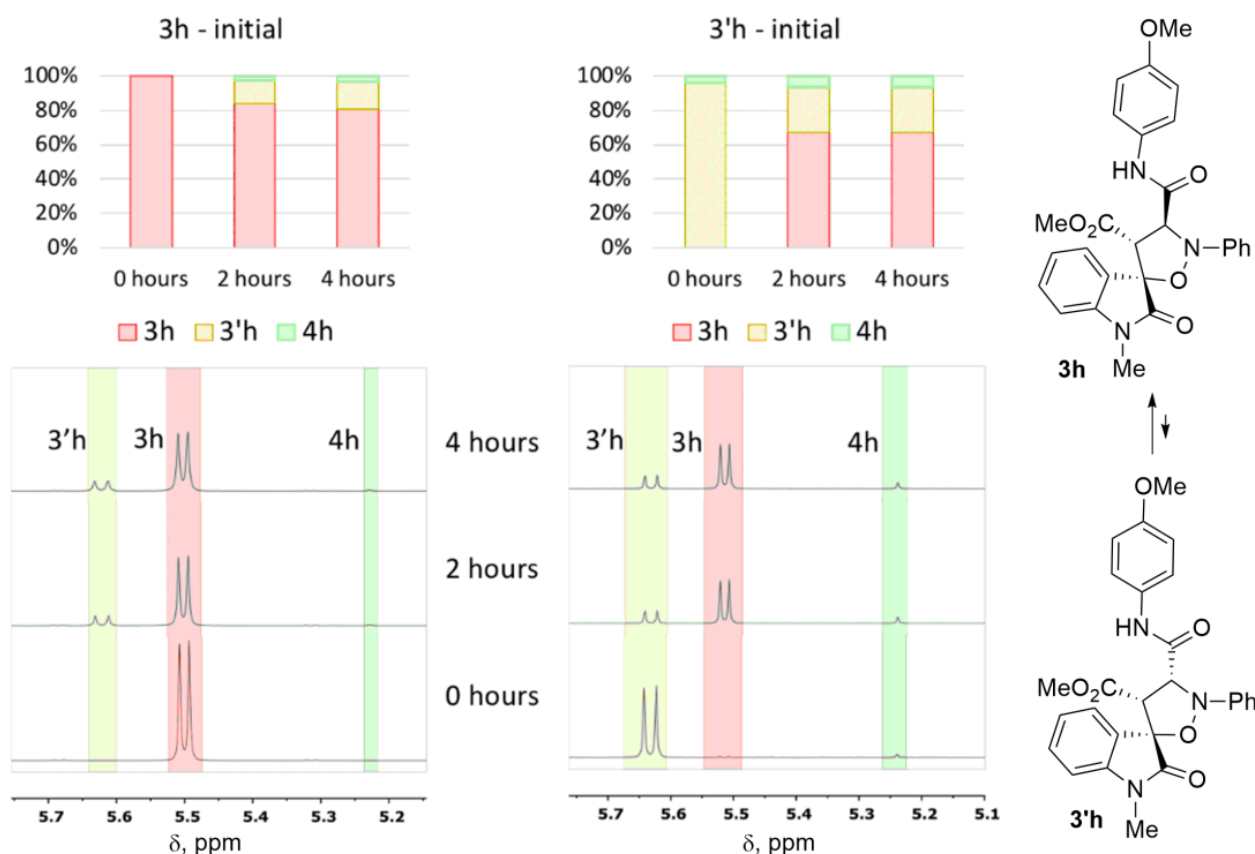 3h - initial
100%
80%
60%
40%
20%
0%
0 hours 2 hours 4 hours
3h 3'h 4h
3'h 3h 4h
4 hours
2 hours
0 hours
5.7 5.6 5.5 5.4 5.3 5.2
δ, ppm
3'h - initial
100%
80%
60%
40%
20%
0%
0 hours 2 hours 4 hours
3h 3'h 4h
3'h 3h 4h
5.7 5.6 5.5 5.4 5.3 5.2 5.1
δ, ppm
OMe
HN
O
MeO2C
N
Ph
O
O
N
3h
Me
OMe
HN
O
MeO2C
N
Ph
O
O
N
3'h
Me